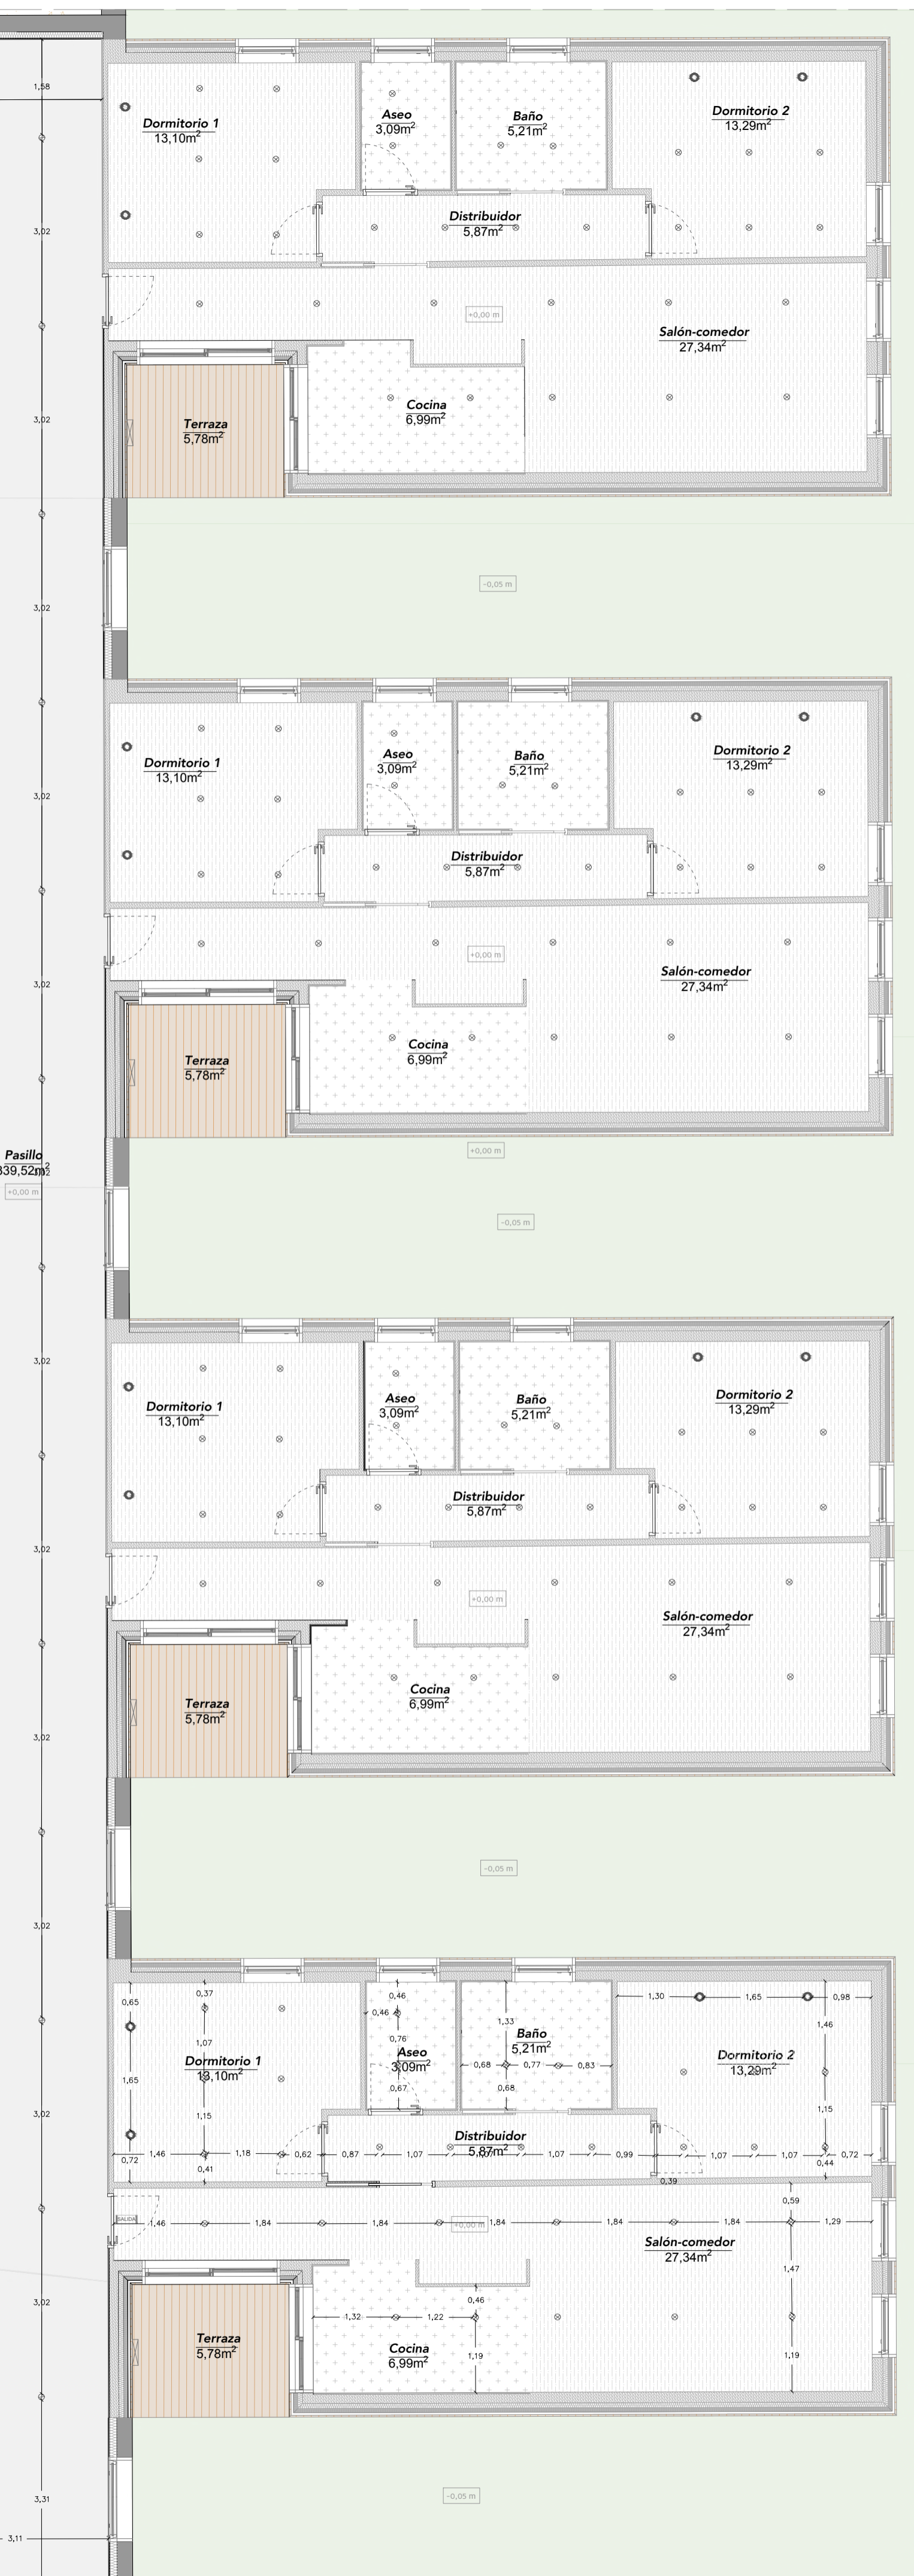 1,58
Dormitorio 1
13,10m²
Aseo
3,09m²
Baño
5,21m²
Dormitorio 2
13,29m²
3,02
Distribuidor
5,87m²
+0,00 m
Salón-comedor
27,34m²
3,02
Terraza
5,78m²
Cocina
6,99m²
3,02
-0,05 m
3,02
Dormitorio 1
13,10m²
Aseo
3,09m²
Baño
5,21m²
Dormitorio 2
13,29m²
Distribuidor
5,87m²
+0,00 m
Salón-comedor
27,34m²
3,02
Terraza
5,78m²
Cocina
6,99m²
+0,00 m
Pasillo
339,52m²
+0,00 m
-0,05 m
3,02
Dormitorio 1
13,10m²
Aseo
3,09m²
Baño
5,21m²
Dormitorio 2
13,29m²
Distribuidor
5,87m²
3,02
+0,00 m
Salón-comedor
27,34m²
Terraza
5,78m²
Cocina
6,99m²
3,02
-0,05 m
3,02
0,65
0,37
0,46
1,30
1,65
0,98
0,46
1,33
1,46
1,07
0,76
Baño
5,21m²
Dormitorio 1
13,10m²
Aseo
3,09m²
0,68
0,77
0,83
Dormitorio 2
13,29m²
1,65
0,67
0,68
3,02
1,15
1,15
Distribuidor
5,87m²
1,46
1,18
0,62
0,87
1,07
1,07
1,07
0,99
1,07
1,07
0,72
0,72
0,41
0,44
0,39
0,59
SALIDA
1,46
1,84
1,84
+0,00 m
1,84
1,84
1,84
1,29
Salón-comedor
27,34m²
1,47
3,02
0,46
1,32
1,22
Terraza
5,78m²
Cocina
6,99m²
1,19
1,19
-0,05 m
3,31
3,11